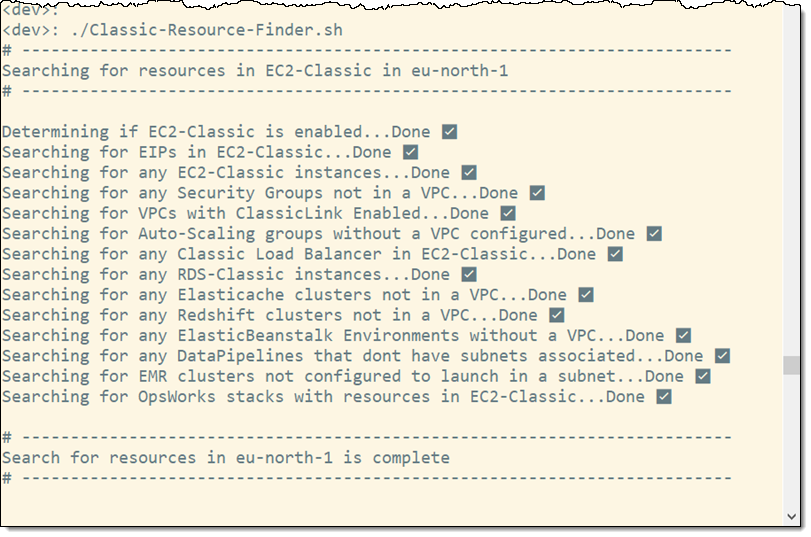 <dev>:
<dev>: ./Classic-Resource-Finder.sh
# -------------------------------------------------------------------------
Searching for resources in EC2-Classic in eu-north-1
# -------------------------------------------------------------------------
Determining if EC2-Classic is enabled...Done ✅
Searching for EIPs in EC2-Classic...Done ✅
Searching for any EC2-Classic instances...Done ✅
Searching for any Security Groups not in a VPC...Done ✅
Searching for VPCs with ClassicLink Enabled...Done ✅
Searching for Auto-Scaling groups without a VPC configured...Done ✅
Searching for any Classic Load Balancer in EC2-Classic...Done ✅
Searching for any RDS-Classic instances...Done ✅
Searching for any Elasticache clusters not in a VPC...Done ✅
Searching for any Redshift clusters not in a VPC...Done ✅
Searching for any ElasticBeanstalk Environments without a VPC...Done ✅
Searching for any DataPipelines that dont have subnets associated...Done ✅
Searching for EMR clusters not configured to launch in a subnet...Done ✅
Searching for OpsWorks stacks with resources in EC2-Classic...Done ✅
# -------------------------------------------------------------------------
Search for resources in eu-north-1 is complete
# -------------------------------------------------------------------------